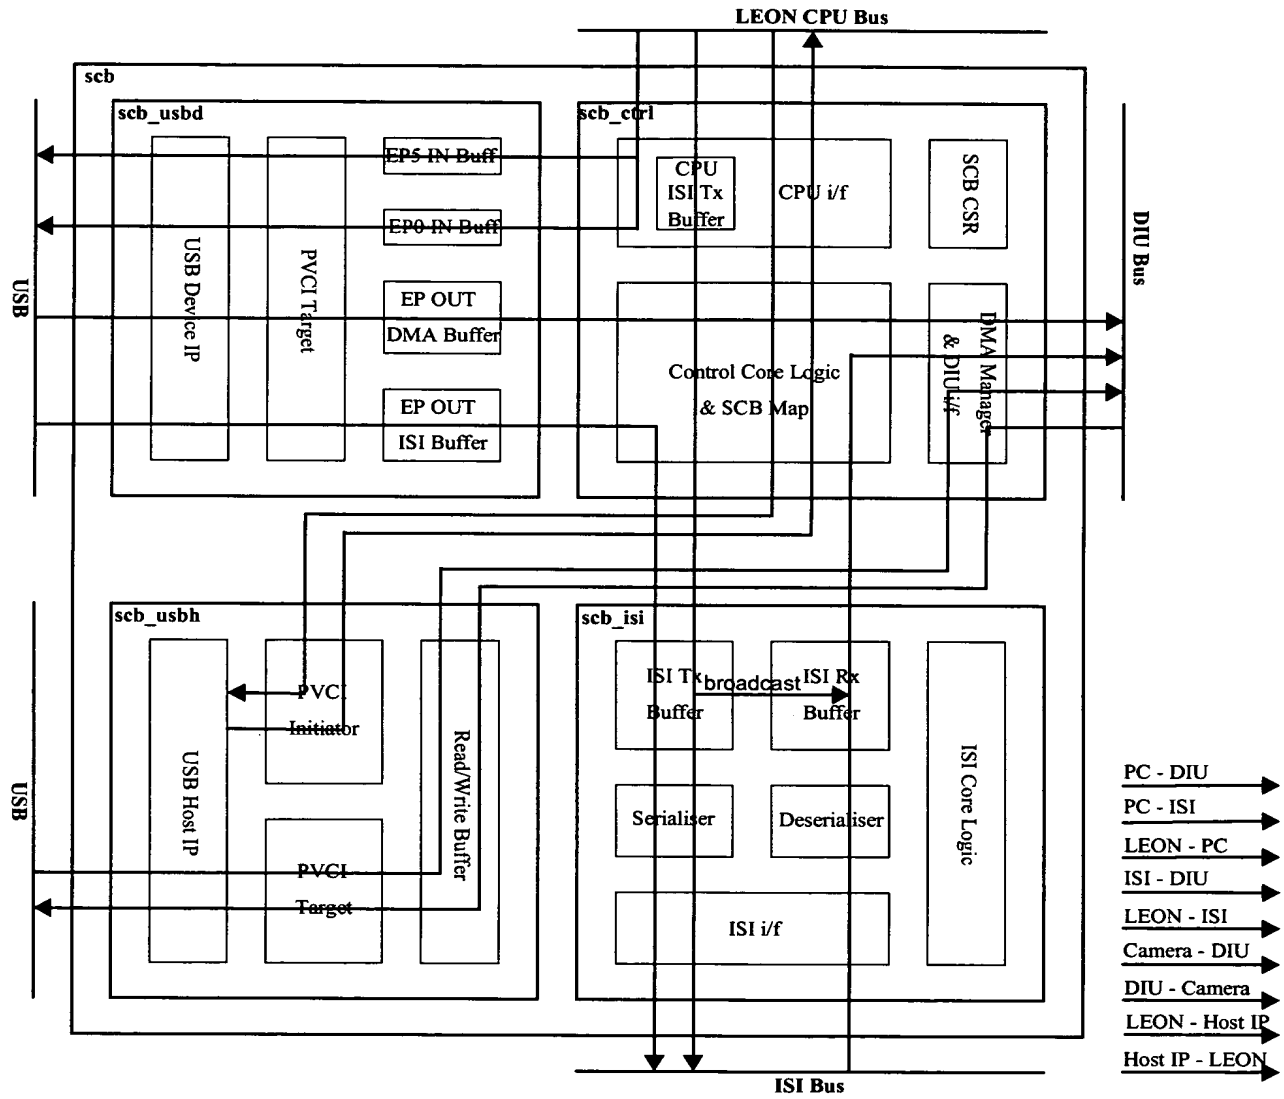 LEON CPU Bus
scb
scb_usbd
scb_ctrl
EP5 IN Buff
EP0 IN Buff
EP OUT
DMA Buffer
EP OUT
ISI Buffer
USB Device IP
PVCI Target
USB
CPU
ISI Tx
Buffer
CPU i/f
SCB CSR
Control Core Logic
& SCB Map
DMA Manager
& DIU i/f
DIU Bus
scb_usbh
scb_isi
PVCI
Initiator
USB Host IP
Read/Write Buffer
PVCI
Target
USB
ISI Tx
Buffer
broadcast
ISI Rx
Buffer
Serialiser
Deserialiser
ISI i/f
ISI Core Logic
ISI Bus
PC - DIU
PC - ISI
LEON - PC
ISI - DIU
LEON - ISI
Camera - DIU
DIU - Camera
LEON - Host IP
Host IP - LEON